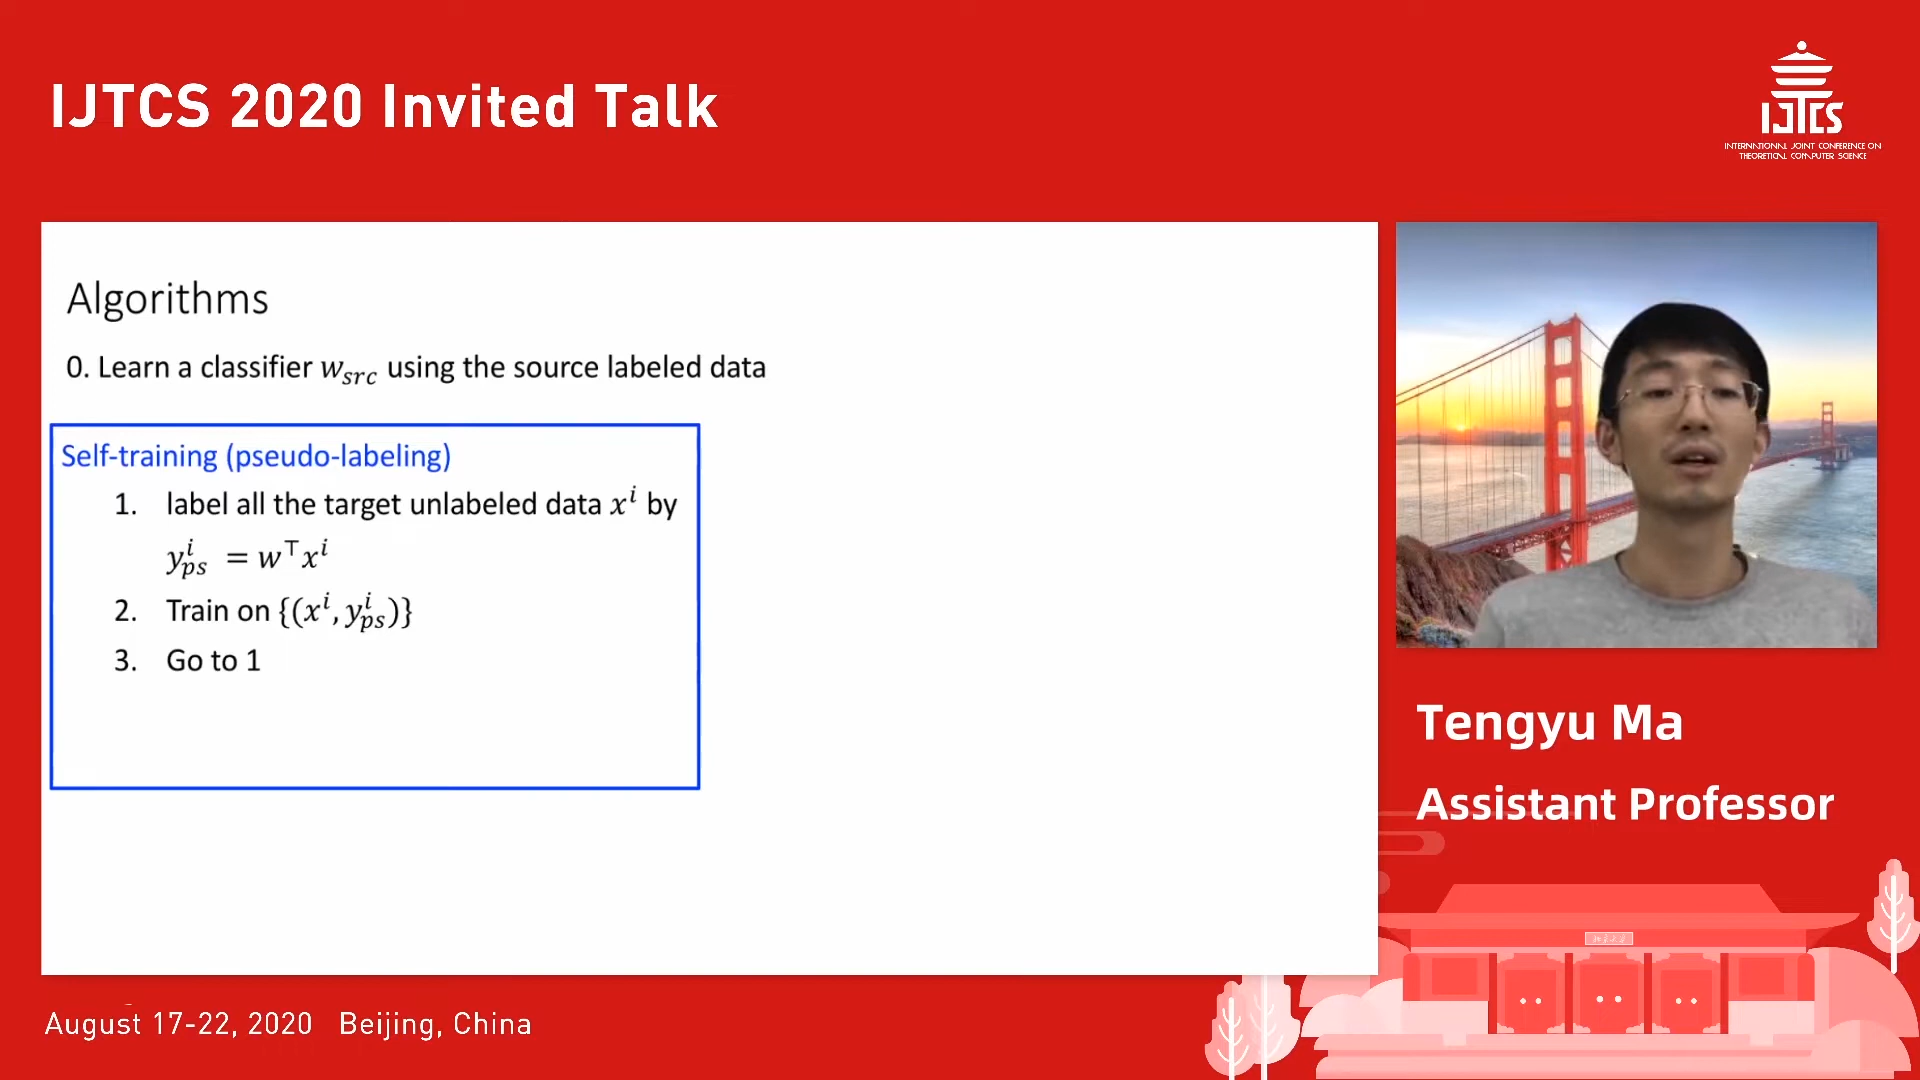 IJTCS 2020 Invited Talk
IJTCS
INTERNATIONAL JOINT CONFERENCE ON
THEORETICAL COMPUTER SCIENCE
Algorithms
0. Learn a classifier w_src using the source labeled data
Self-training (pseudo-labeling)
1. label all the target unlabeled data x^i by
y_ps^i = w^⊤ x^i
2. Train on {(x^i, y_ps^i)}
3. Go to 1
Tengyu Ma
Assistant Professor
August 17-22, 2020 Beijing, China